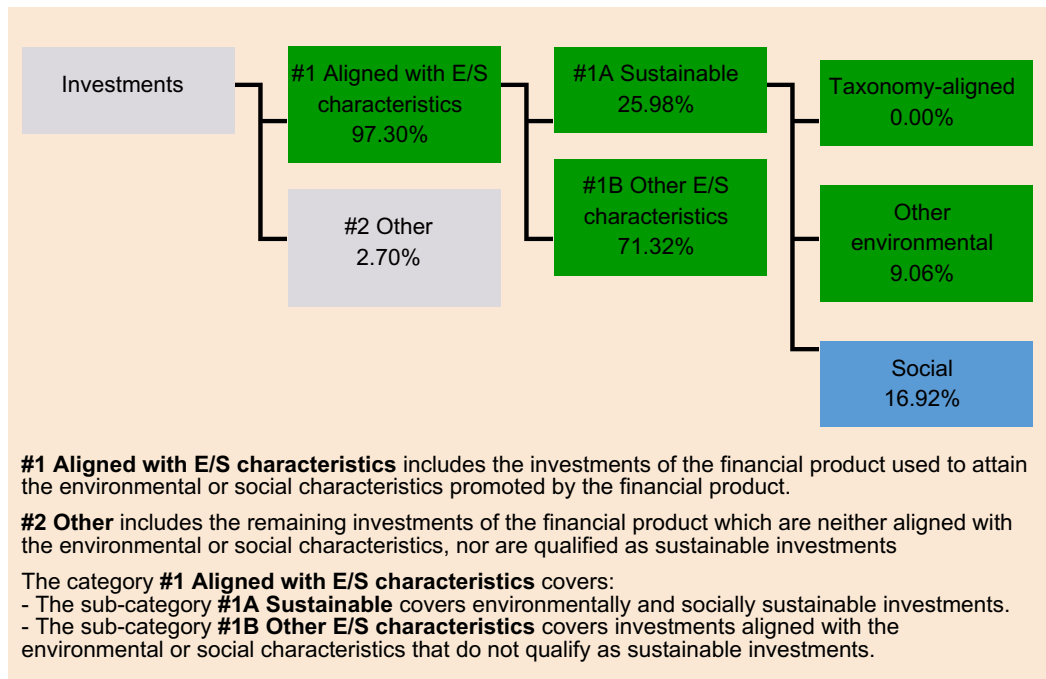 Investments
#1 Aligned with E/S
characteristics
97.30%
#2 Other
2.70%
#1A Sustainable
25.98%
#1B Other E/S
characteristics
71.32%
Taxonomy-aligned
0.00%
Other
environmental
9.06%
Social
16.92%
#1 Aligned with E/S characteristics includes the investments of the financial product used to attain
the environmental or social characteristics promoted by the financial product.
#2 Other includes the remaining investments of the financial product which are neither aligned with
the environmental or social characteristics, nor are qualified as sustainable investments
The category #1 Aligned with E/S characteristics covers:
- The sub-category #1A Sustainable covers environmentally and socially sustainable investments.
- The sub-category #1B Other E/S characteristics covers investments aligned with the
environmental or social characteristics that do not qualify as sustainable investments.